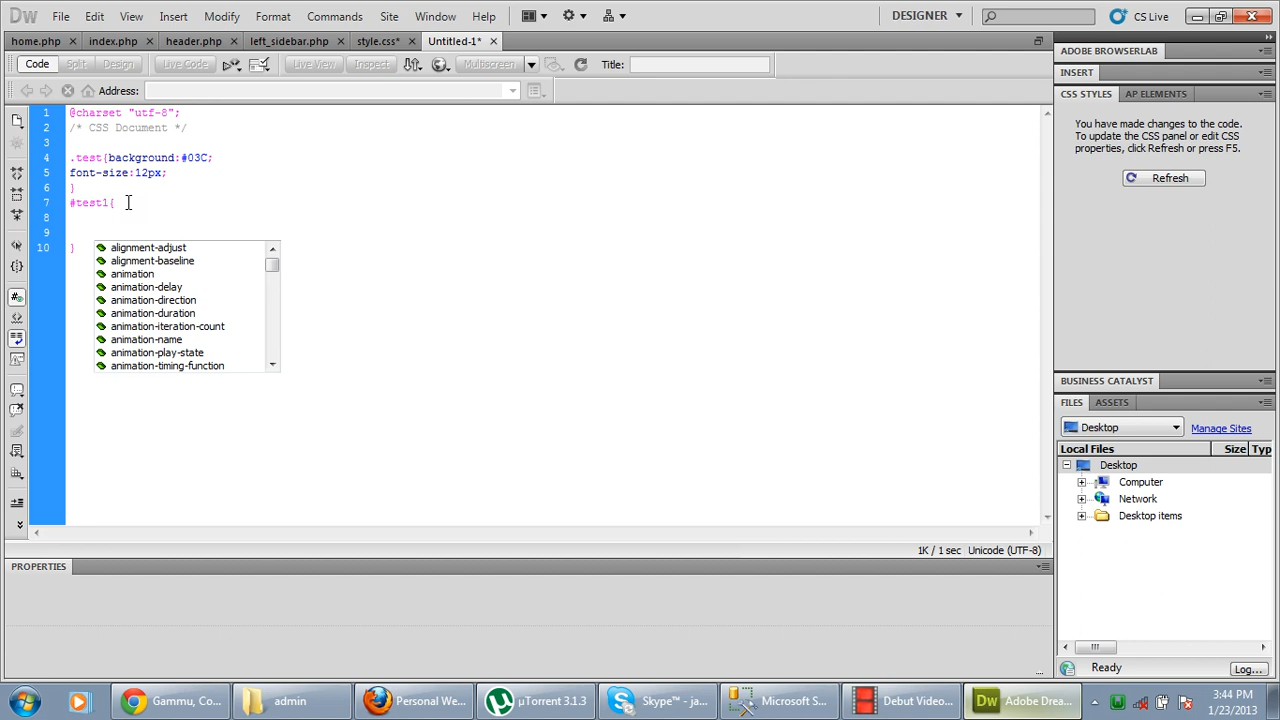 Dw File Edit View Insert Modify Format Commands Site Window Help DESIGNER CS Live
home.php index.php header.php left_sidebar.php style.css* Untitled-1*
Code Split Design Live Code Live View Inspect Multiscreen Title:
Address:
1 @charset "utf-8";
2 /* CSS Document */
3
4 .test{background:#03C;
5 font-size:12px;
6 }
7 #test1{
8
9
10 }
alignment-adjust
alignment-baseline
animation
animation-delay
animation-direction
animation-duration
animation-iteration-count
animation-name
animation-play-state
animation-timing-function
1K / 1 sec Unicode (UTF-8)
PROPERTIES
ADOBE BROWSERLAB
INSERT
CSS STYLES AP ELEMENTS
You have made changes to the code.
To update the CSS panel or edit CSS
properties, click Refresh or press F5.
Refresh
BUSINESS CATALYST
FILES ASSETS
Desktop Manage Sites
Local Files Size Typ
Desktop
Computer
Network
Desktop items
Ready Log...
Gammu, Co... admin Personal We... µTorrent 3.1.3 Skype™ - ja... Microsoft S... Debut Video... Dw Adobe Drea...
3:44 PM
1/23/2013